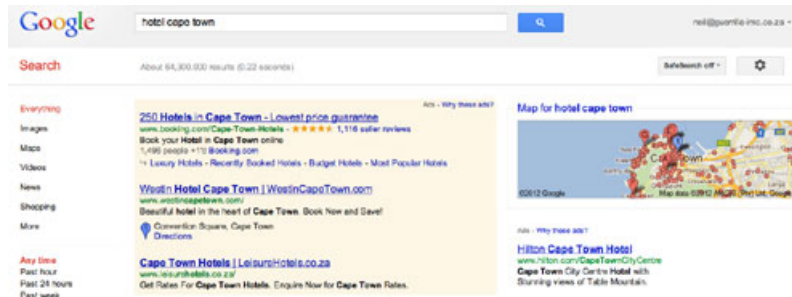 Google
hotel cape town
Search
About 64,300,000 results (0.22 seconds)
SafeSearch off
Everything
Images
Maps
Videos
News
Shopping
More
Any time
Past hour
Past 24 hours
Past week
Ads - Why these ads?
250 Hotels in Cape Town - Lowest price guarantee
www.booking.com/Cape-Town-Hotels - 1,116 seller reviews
Book your Hotel in Cape Town online
1,496 people +1'd Booking.com
Luxury Hotels - Recently Booked Hotels - Budget Hotels - Most Popular Hotels
Westin Hotel Cape Town | WestinCapeTown.com
www.westincapetown.com/
Beautiful hotel in the heart of Cape Town. Book Now and Save!
Convention Square, Cape Town
Directions
Cape Town Hotels | LeisureHotels.co.za
www.leisurehotels.co.za/
Get Rates For Cape Town Hotels. Enquire Now for Cape Town Rates.
Map for hotel cape town
Cape Town
©2012 Google
Ads - Why these ads?
Hilton Cape Town Hotel
www.hilton.com/CapeTownCityCentre
Cape Town City Centre Hotel with
Stunning views of Table Mountain.